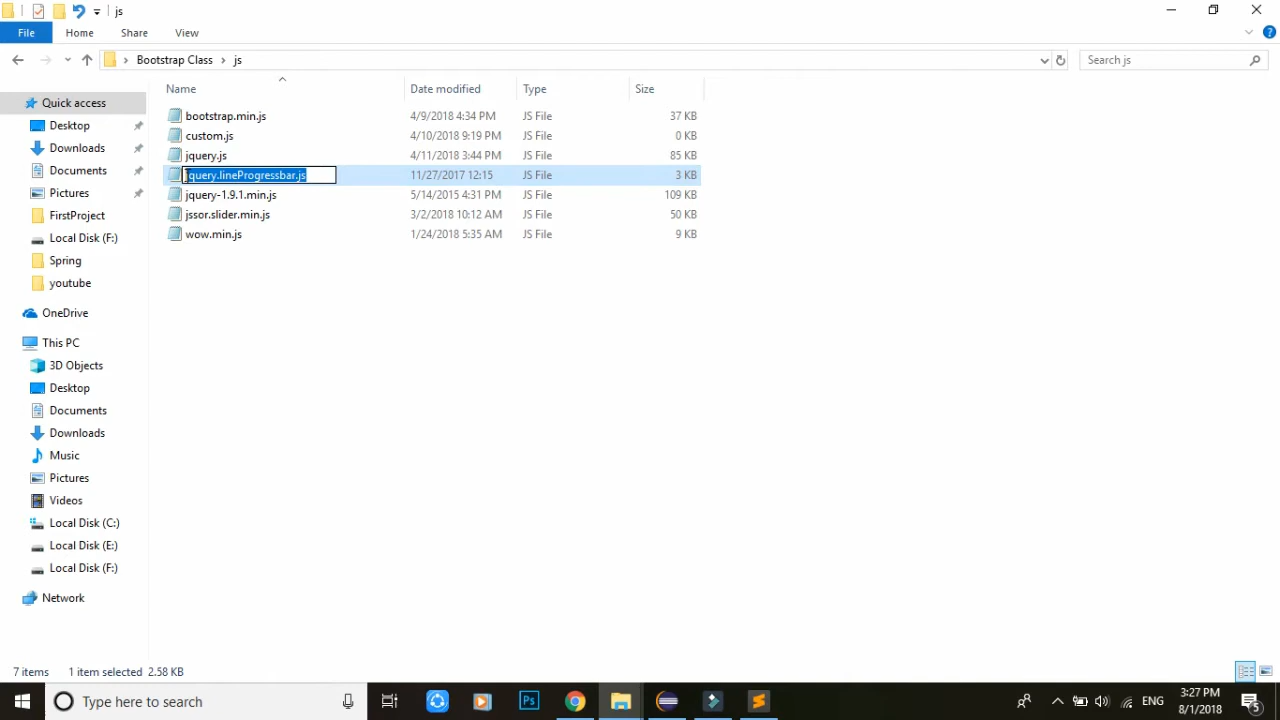 js
File
Home
Share
View
Bootstrap Class
js
Search js
Name
Date modified
Type
Size
Quick access
Desktop
Downloads
Documents
Pictures
FirstProject
Local Disk (F:)
Spring
youtube
OneDrive
This PC
3D Objects
Desktop
Documents
Downloads
Music
Pictures
Videos
Local Disk (C:)
Local Disk (E:)
Local Disk (F:)
Network
bootstrap.min.js 4/9/2018 4:34 PM JS File 37 KB
custom.js 4/10/2018 9:19 PM JS File 0 KB
jquery.js 4/11/2018 3:44 PM JS File 85 KB
jquery.lineProgressbar.js 11/27/2017 12:15 JS File 3 KB
jquery-1.9.1.min.js 5/14/2015 4:31 PM JS File 109 KB
jssor.slider.min.js 3/2/2018 10:12 AM JS File 50 KB
wow.min.js 1/24/2018 5:35 AM JS File 9 KB
7 items 1 item selected 2.58 KB
Type here to search
Ps
ENG
3:27 PM
8/1/2018
5